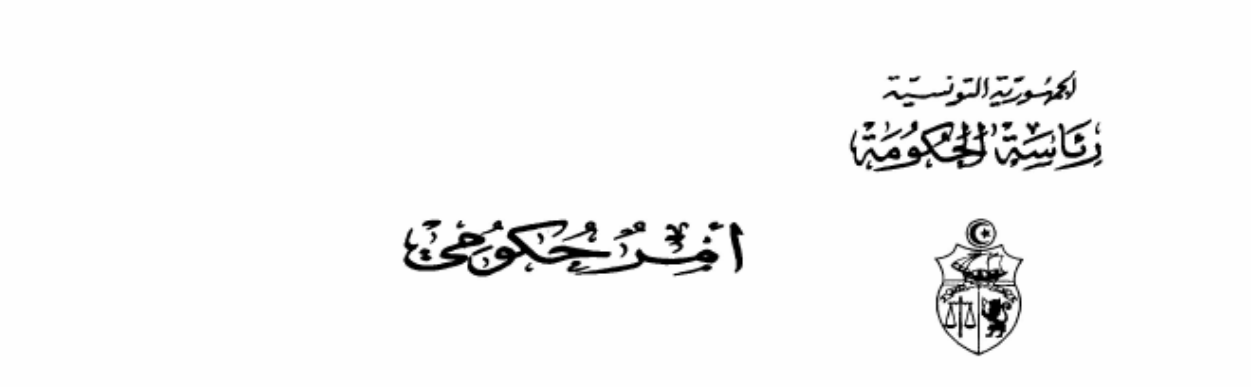 الجمهورية التونسية
رئاسة الحكومة
أمر حكومي